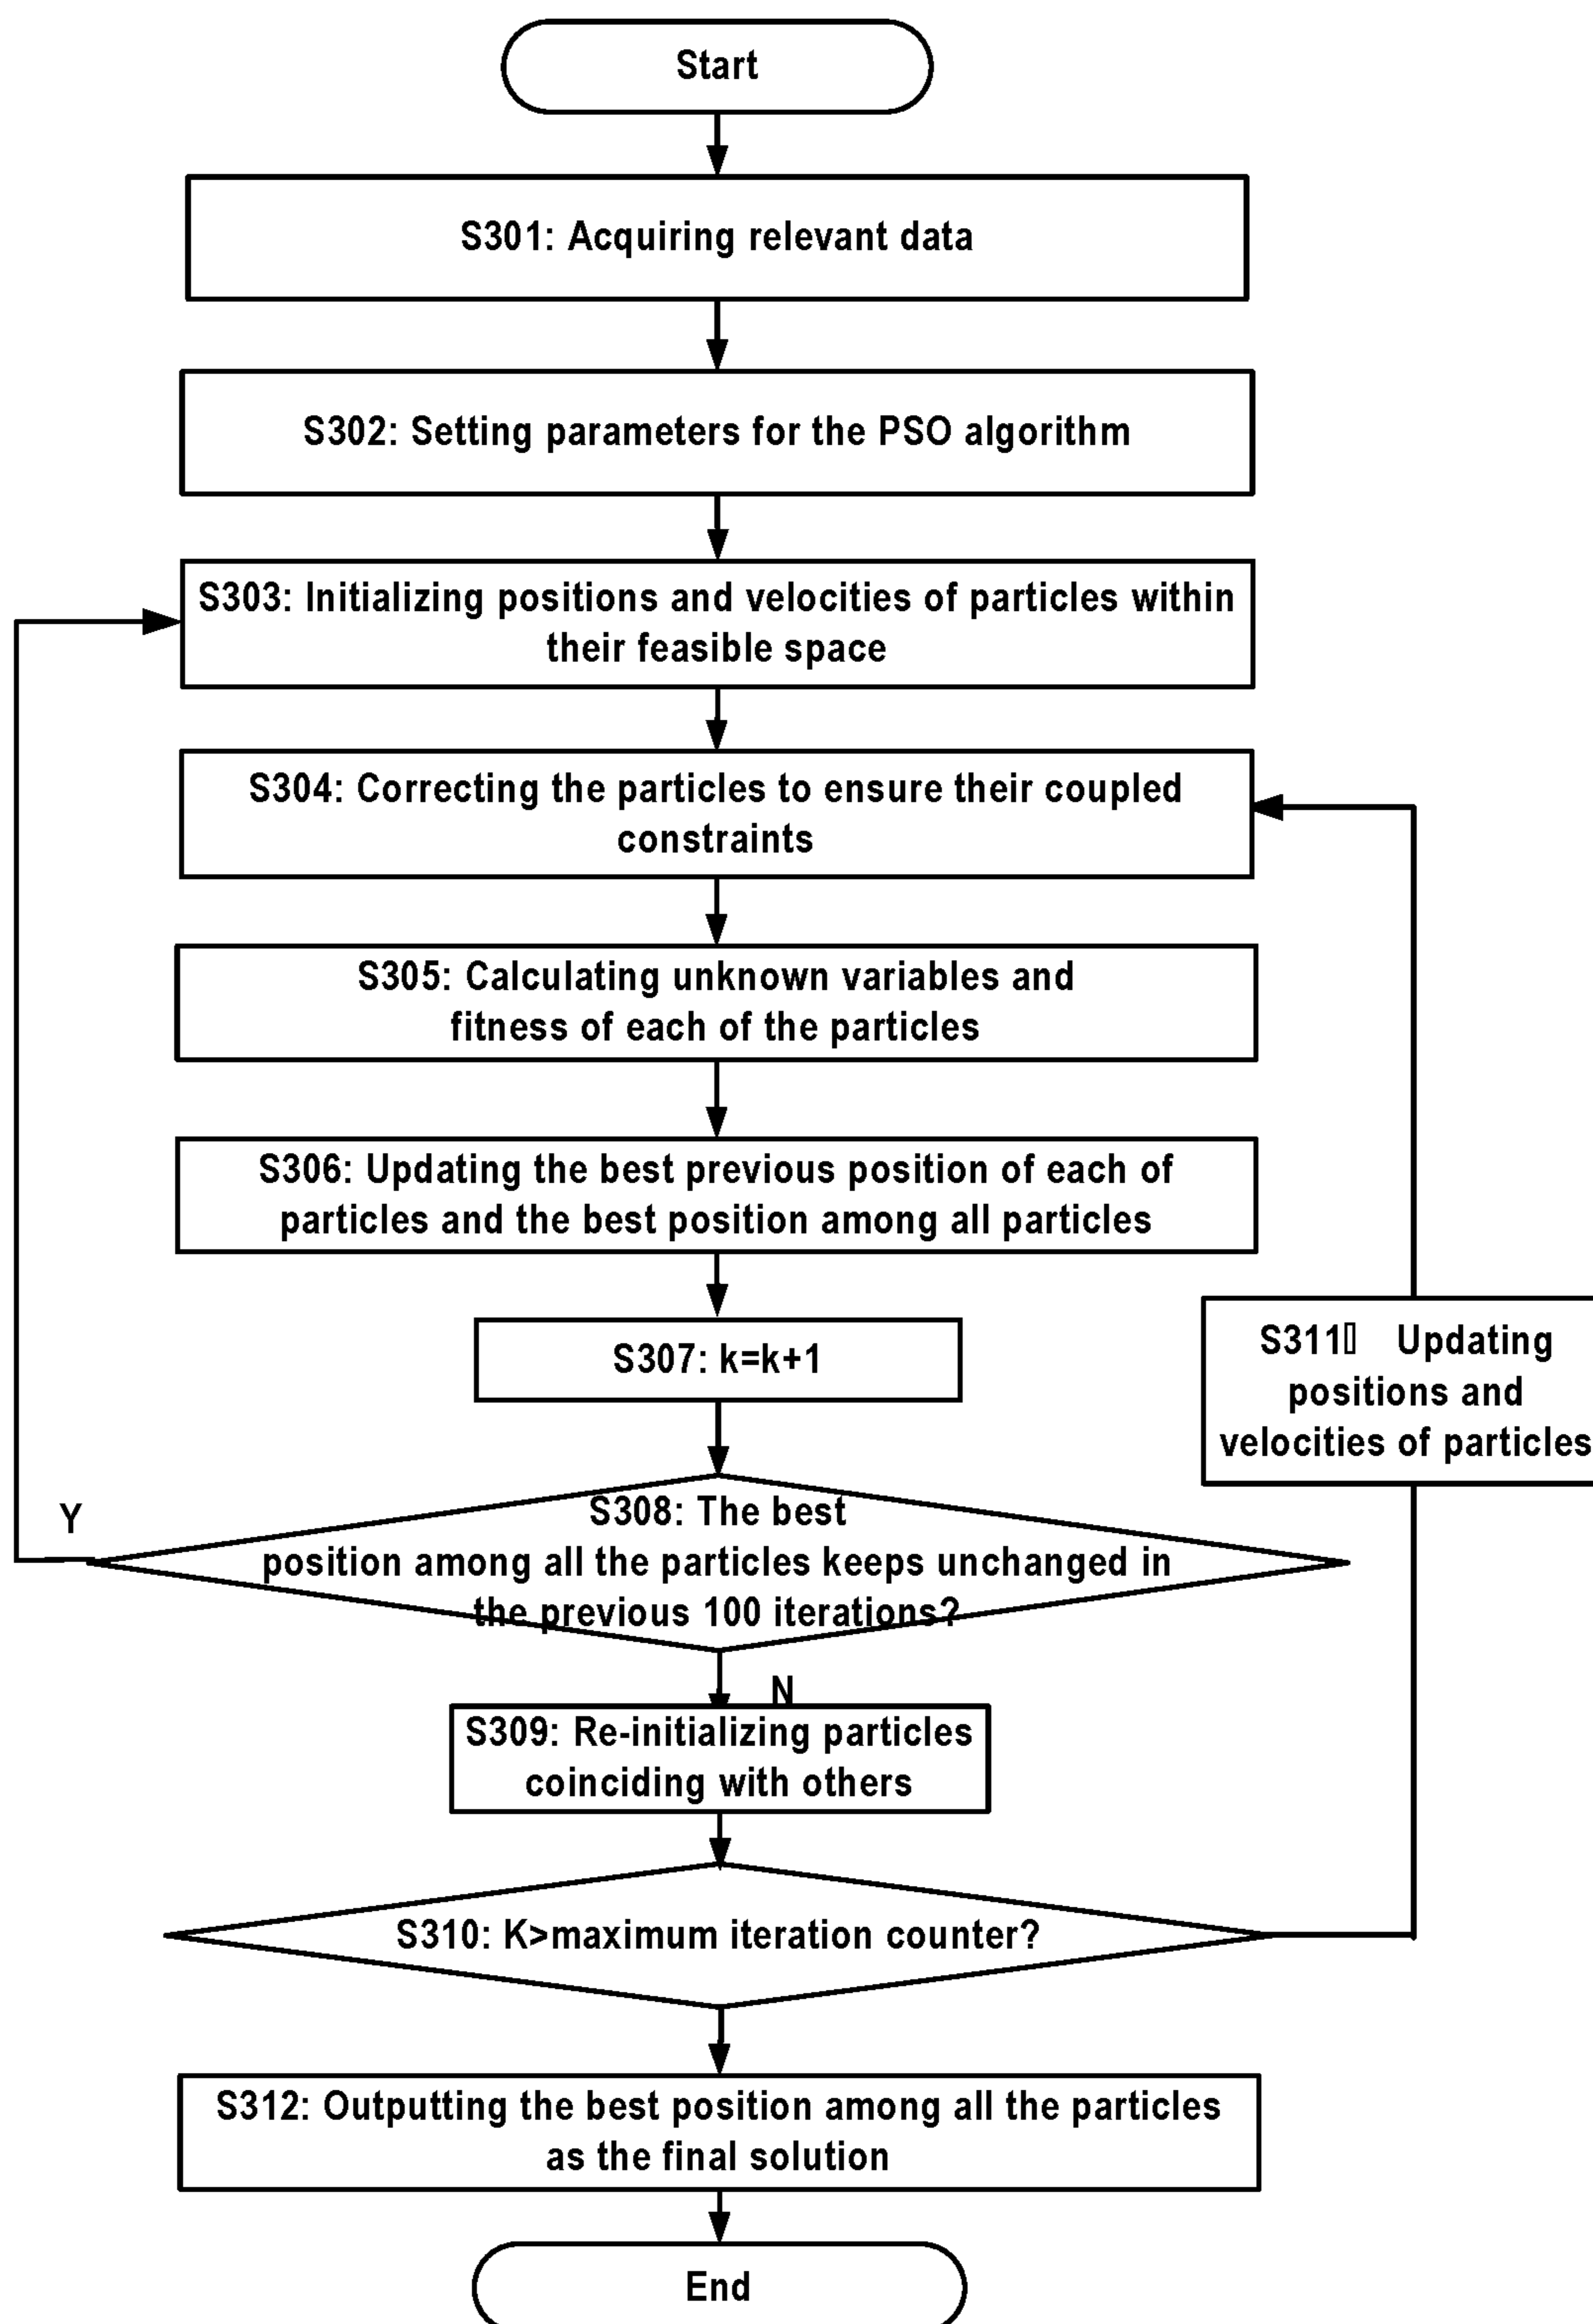 Start
S301: Acquiring relevant data
S302: Setting parameters for the PSO algorithm
S303: Initializing positions and velocities of particles within
their feasible space
S304: Correcting the particles to ensure their coupled
constraints
S305: Calculating unknown variables and
fitness of each of the particles
S306: Updating the best previous position of each of
particles and the best position among all particles
S307: k=k+1
S311▯ Updating
positions and
velocities of particles
Y
S308: The best
position among all the particles keeps unchanged in
the previous 100 iterations?
N
S309: Re-initializing particles
coinciding with others
S310: K>maximum iteration counter?
S312: Outputting the best position among all the particles
as the final solution
End